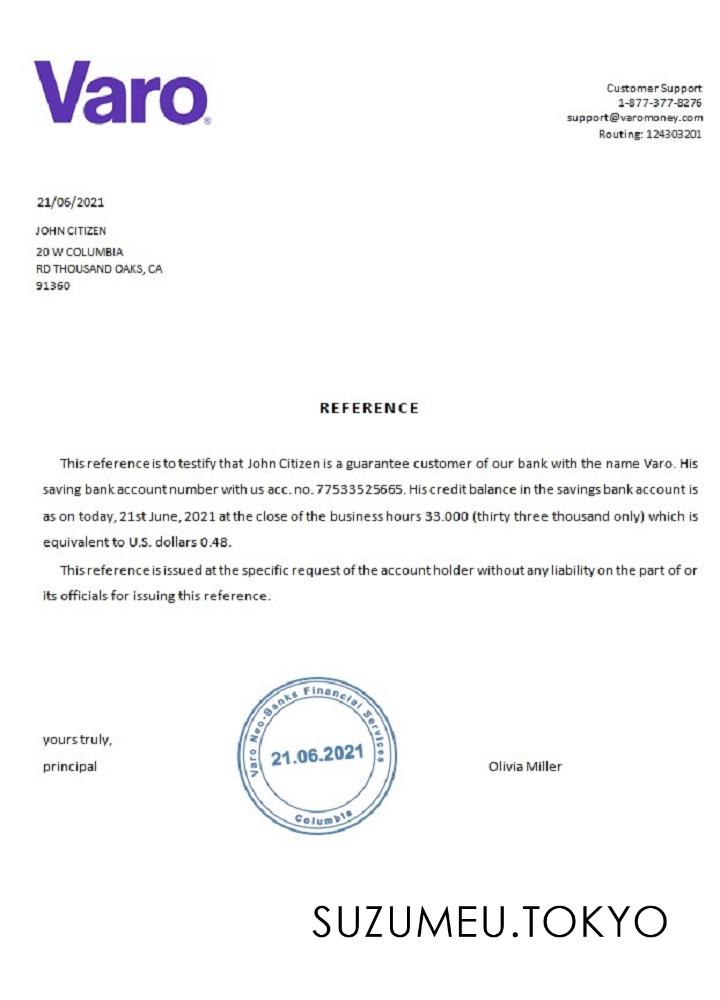 Varo®
Customer Support
1-877-377-8276
support@varomoney.com
Routing: 124303201
21/06/2021
JOHN CITIZEN
20 W COLUMBIA
RD THOUSAND OAKS, CA
91360
REFERENCE
This reference is to testify that John Citizen is a guarantee customer of our bank with the name Varo. His
saving bank account number with us acc. no. 77533525665. His credit balance in the savings bank account is
as on today, 21st June, 2021 at the close of the business hours 33.000 (thirty three thousand only) which is
equivalent to U.S. dollars 0.48.
This reference is issued at the specific request of the account holder without any liability on the part of or
its officials for issuing this reference.
yours truly,
principal
Varo Neo-Banks Financial Services
21.06.2021
Columbia
Olivia Miller
SUZUMEU.TOKYO